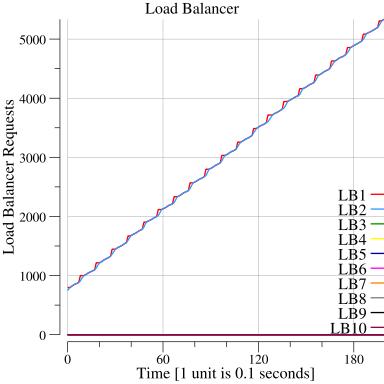 Load Balancer
Load Balancer Requests
5000
4000
3000
2000
1000
0
LB1
LB2
LB3
LB4
LB5
LB6
LB7
LB8
LB9
LB10
0 60 120 180
Time [1 unit is 0.1 seconds]